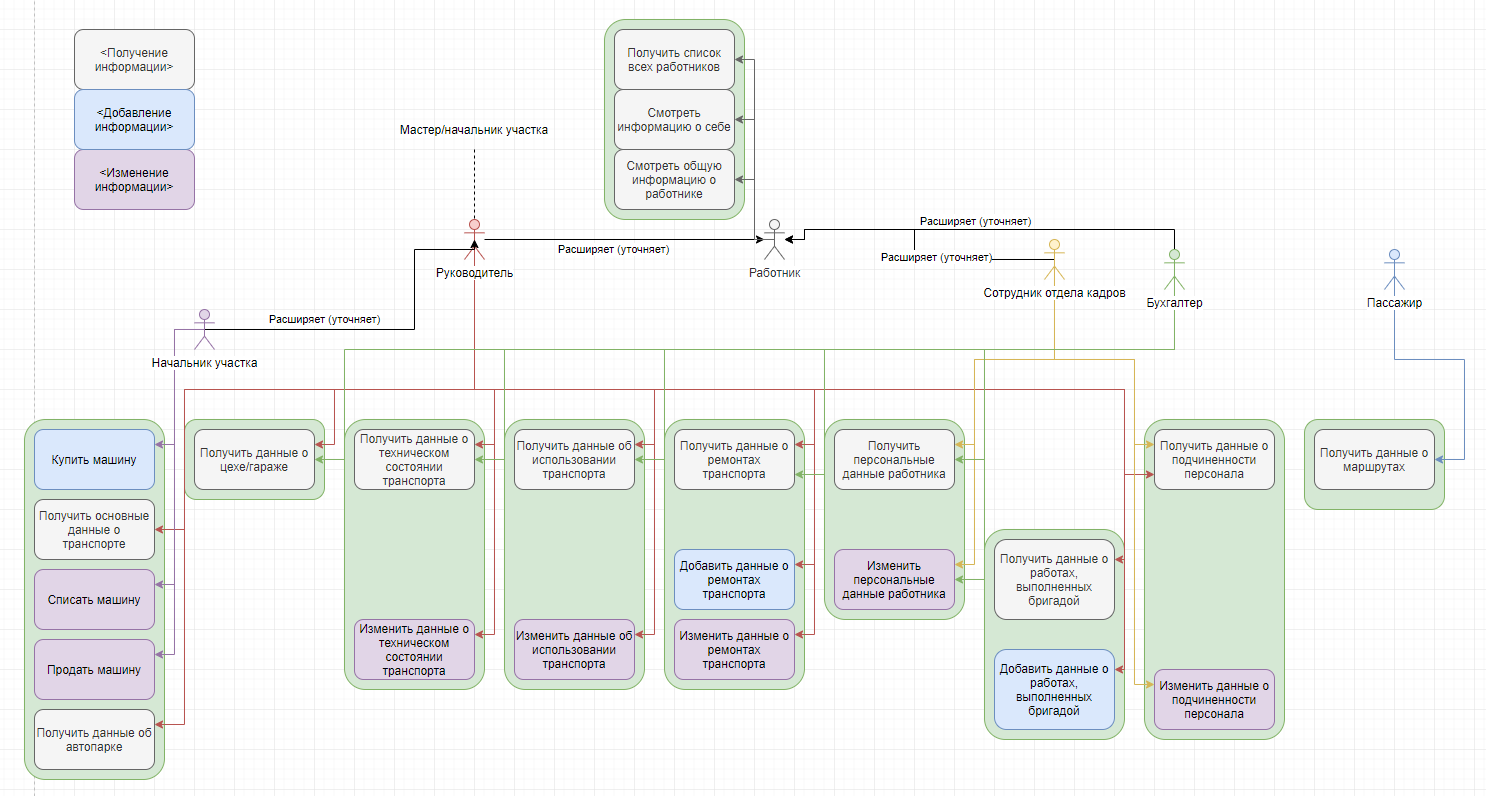 <Получение
информации>
<Добавление
информации>
<Изменение
информации>
Получить список
всех работников
Смотреть
информацию о себе
Смотреть общую
информацию о
работнике
Мастер/начальник участка
Руководитель
Расширяет (уточняет)
Работник
Расширяет (уточняет)
Расширяет (уточняет)
Сотрудник отдела кадров
Бухгалтер
Пассажир
Расширяет (уточняет)
Начальник участка
Купить машину
Получить основные
данные о
транспорте
Списать машину
Продать машину
Получить данные об
автопарке
Получить данные о
цехе/гараже
Получить данные о
техническом
состоянии
транспорта
Изменить данные о
техническом
состоянии
транспорта
Получить данные об
использовании
транспорта
Изменить данные об
использовании
транспорта
Получить данные о
ремонтах
транспорта
Добавить данные о
ремонтах
транспорта
Изменить данные о
ремонтах
транспорта
Получить
персональные
данные работника
Изменить
персональные
данные работника
Получить данные о
работах,
выполненных
бригадой
Добавить данные о
работах,
выполненных
бригадой
Получить данные о
подчиненности
персонала
Изменить данные о
подчиненности
персонала
Получить данные о
маршрутах